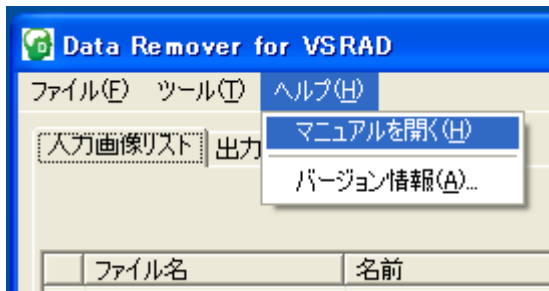 Data Remover for VSRAD
ファイル(F) ツール(T) ヘルプ(H)
マニュアルを開く(H)
入力画像リスト 出力
バージョン情報(A)...
ファイル名 名前